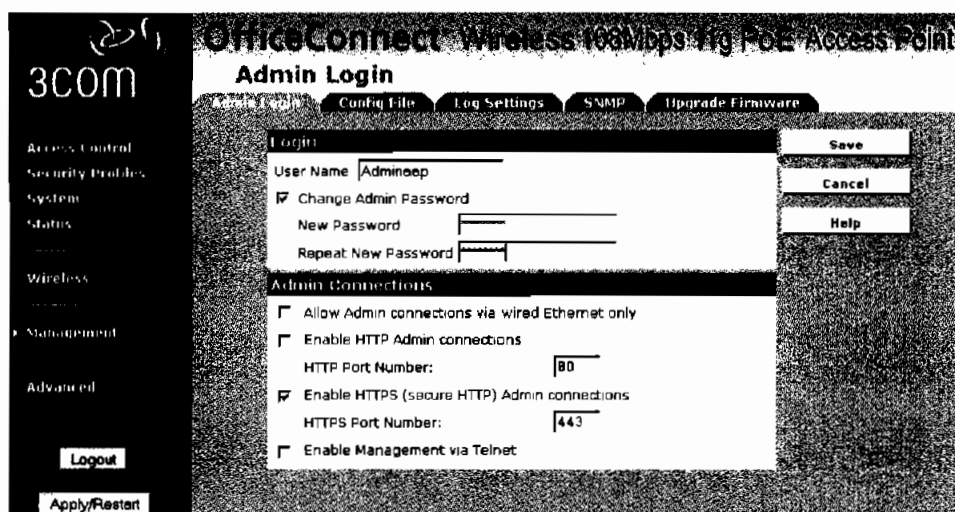 3COM
OfficeConnect Wireless 108Mbps 11g PoE Access Point
Admin Login
Admin Login Config File Log Settings SNMP Upgrade Firmware
Access Control
Security Profiles
System
Status
Wireless
Management
Advanced
Logout
Apply/Restart
Login
User Name
Change Admin Password
New Password
Repeat New Password
Admin Connections
Allow Admin connections via wired Ethernet only
Enable HTTP Admin connections
HTTP Port Number: 80
Enable HTTPS (secure HTTP) Admin connections
HTTPS Port Number: 443
Enable Management via Telnet
Save
Cancel
Help